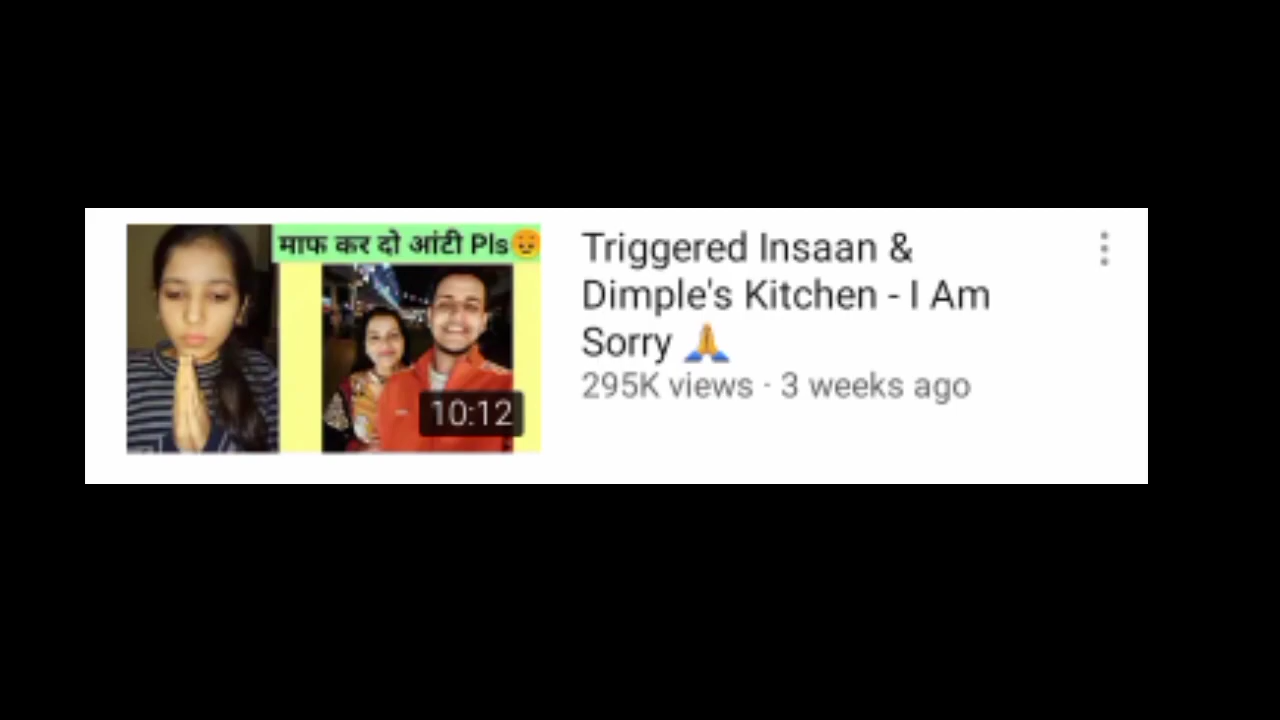 माफ कर दो आंटी Pls😔
10:12
Triggered Insaan &
Dimple's Kitchen - I Am
Sorry 🙏
295K views · 3 weeks ago